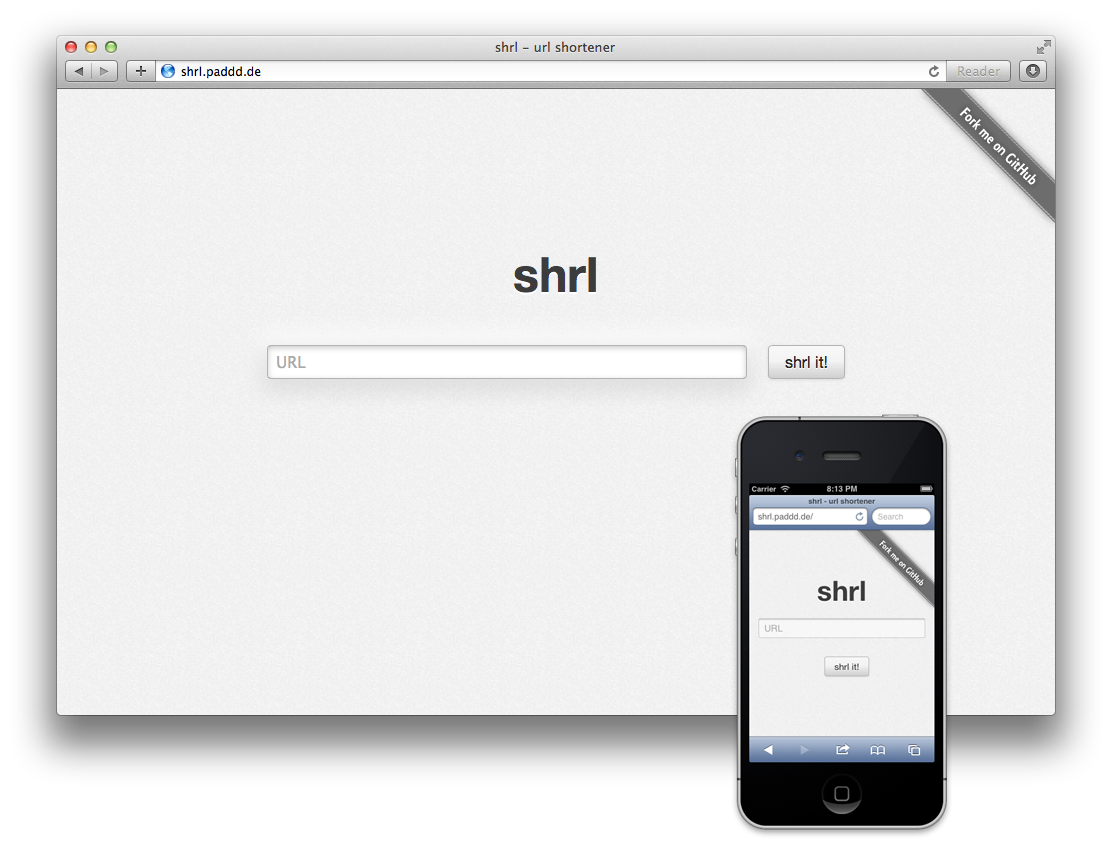 shrl – url shortener
shrl.paddd.de
Reader
Fork me on GitHub
shrl
URL
shrl it!
Carrier
8:13 PM
shrl - url shortener
shrl.paddd.de/
Search
Fork me on GitHub
shrl
URL
shrl it!